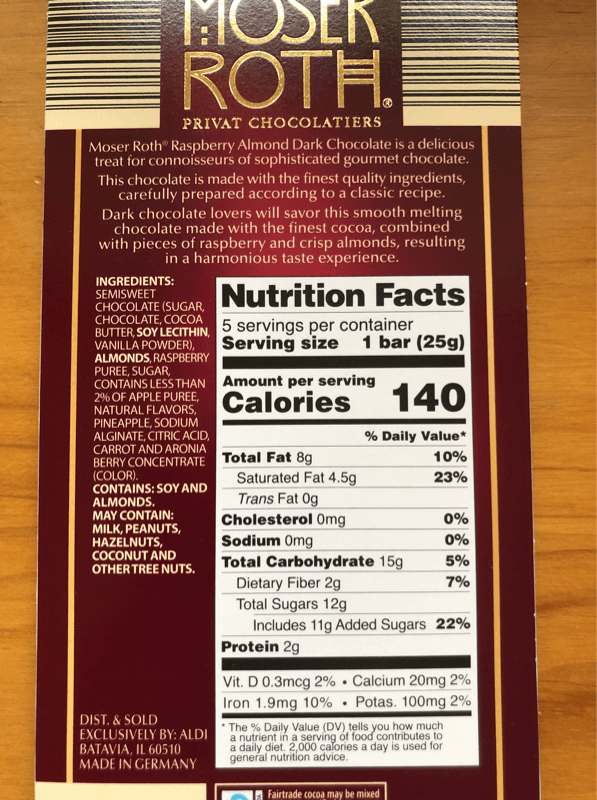 MOSER
ROTH®
PRIVAT CHOCOLATIERS
Moser Roth® Raspberry Almond Dark Chocolate is a delicious
treat for connoisseurs of sophisticated gourmet chocolate.
This chocolate is made with the finest quality ingredients,
carefully prepared according to a classic recipe.
Dark chocolate lovers will savor this smooth melting
chocolate made with the finest cocoa, combined
with pieces of raspberry and crisp almonds, resulting
in a harmonious taste experience.
INGREDIENTS:
SEMISWEET
CHOCOLATE (SUGAR,
CHOCOLATE, COCOA
BUTTER, SOY LECITHIN,
VANILLA POWDER),
ALMONDS, RASPBERRY
PUREE, SUGAR,
CONTAINS LESS THAN
2% OF APPLE PUREE,
NATURAL FLAVORS,
PINEAPPLE, SODIUM
ALGINATE, CITRIC ACID,
CARROT AND ARONIA
BERRY CONCENTRATE
(COLOR).
CONTAINS: SOY AND
ALMONDS.
MAY CONTAIN:
MILK, PEANUTS,
HAZELNUTS,
COCONUT AND
OTHER TREE NUTS.
DIST. & SOLD
EXCLUSIVELY BY: ALDI
BATAVIA, IL 60510
MADE IN GERMANY
Nutrition Facts
5 servings per container
Serving size 1 bar (25g)
Amount per serving
Calories 140
% Daily Value*
Total Fat 8g 10%
Saturated Fat 4.5g 23%
Trans Fat 0g
Cholesterol 0mg 0%
Sodium 0mg 0%
Total Carbohydrate 15g 5%
Dietary Fiber 2g 7%
Total Sugars 12g
Includes 11g Added Sugars 22%
Protein 2g
Vit. D 0.3mcg 2% • Calcium 20mg 2%
Iron 1.9mg 10% • Potas. 100mg 2%
* The % Daily Value (DV) tells you how much
a nutrient in a serving of food contributes to
a daily diet. 2,000 calories a day is used for
general nutrition advice.
Fairtrade cocoa may be mixed